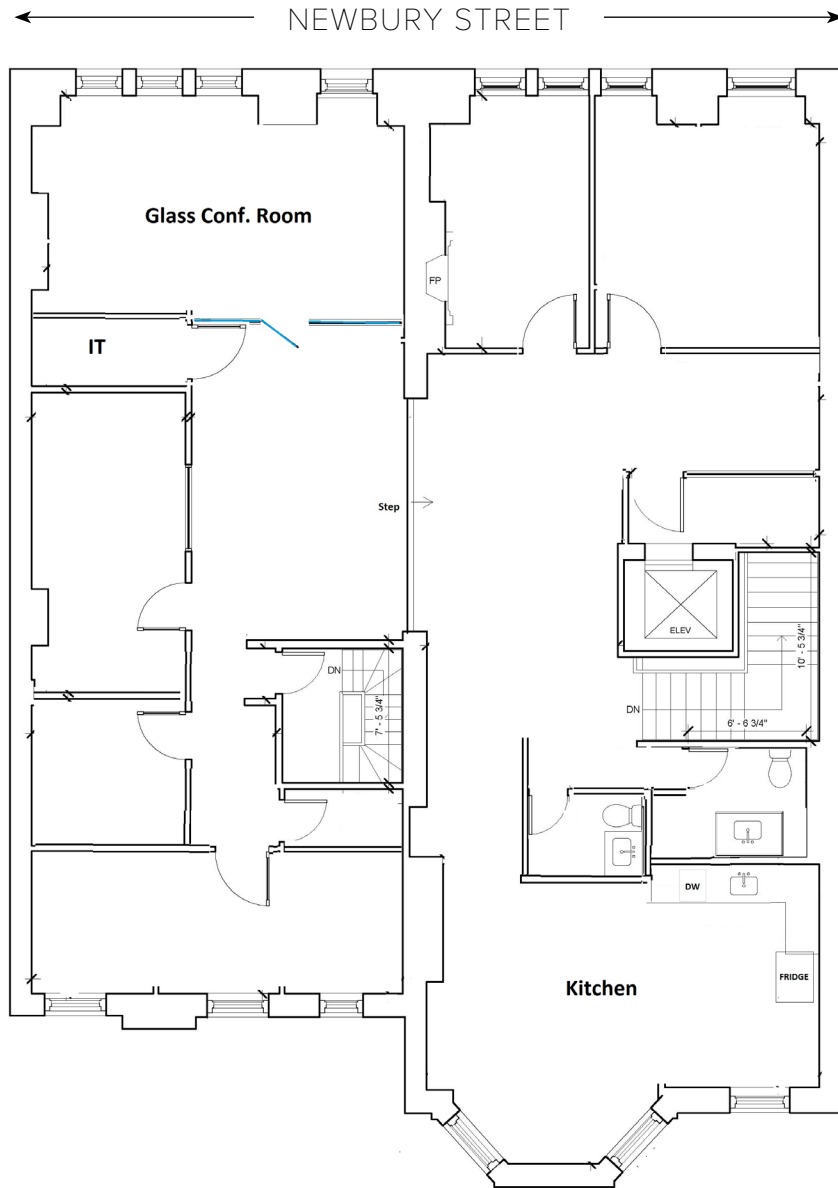 NEWBURY STREET
Glass Conf. Room
FP
IT
Step
ELEV
10' - 5 3/4"
DN
7' - 5 3/4"
DN
6' - 6 3/4"
DW
Kitchen
FRIDGE